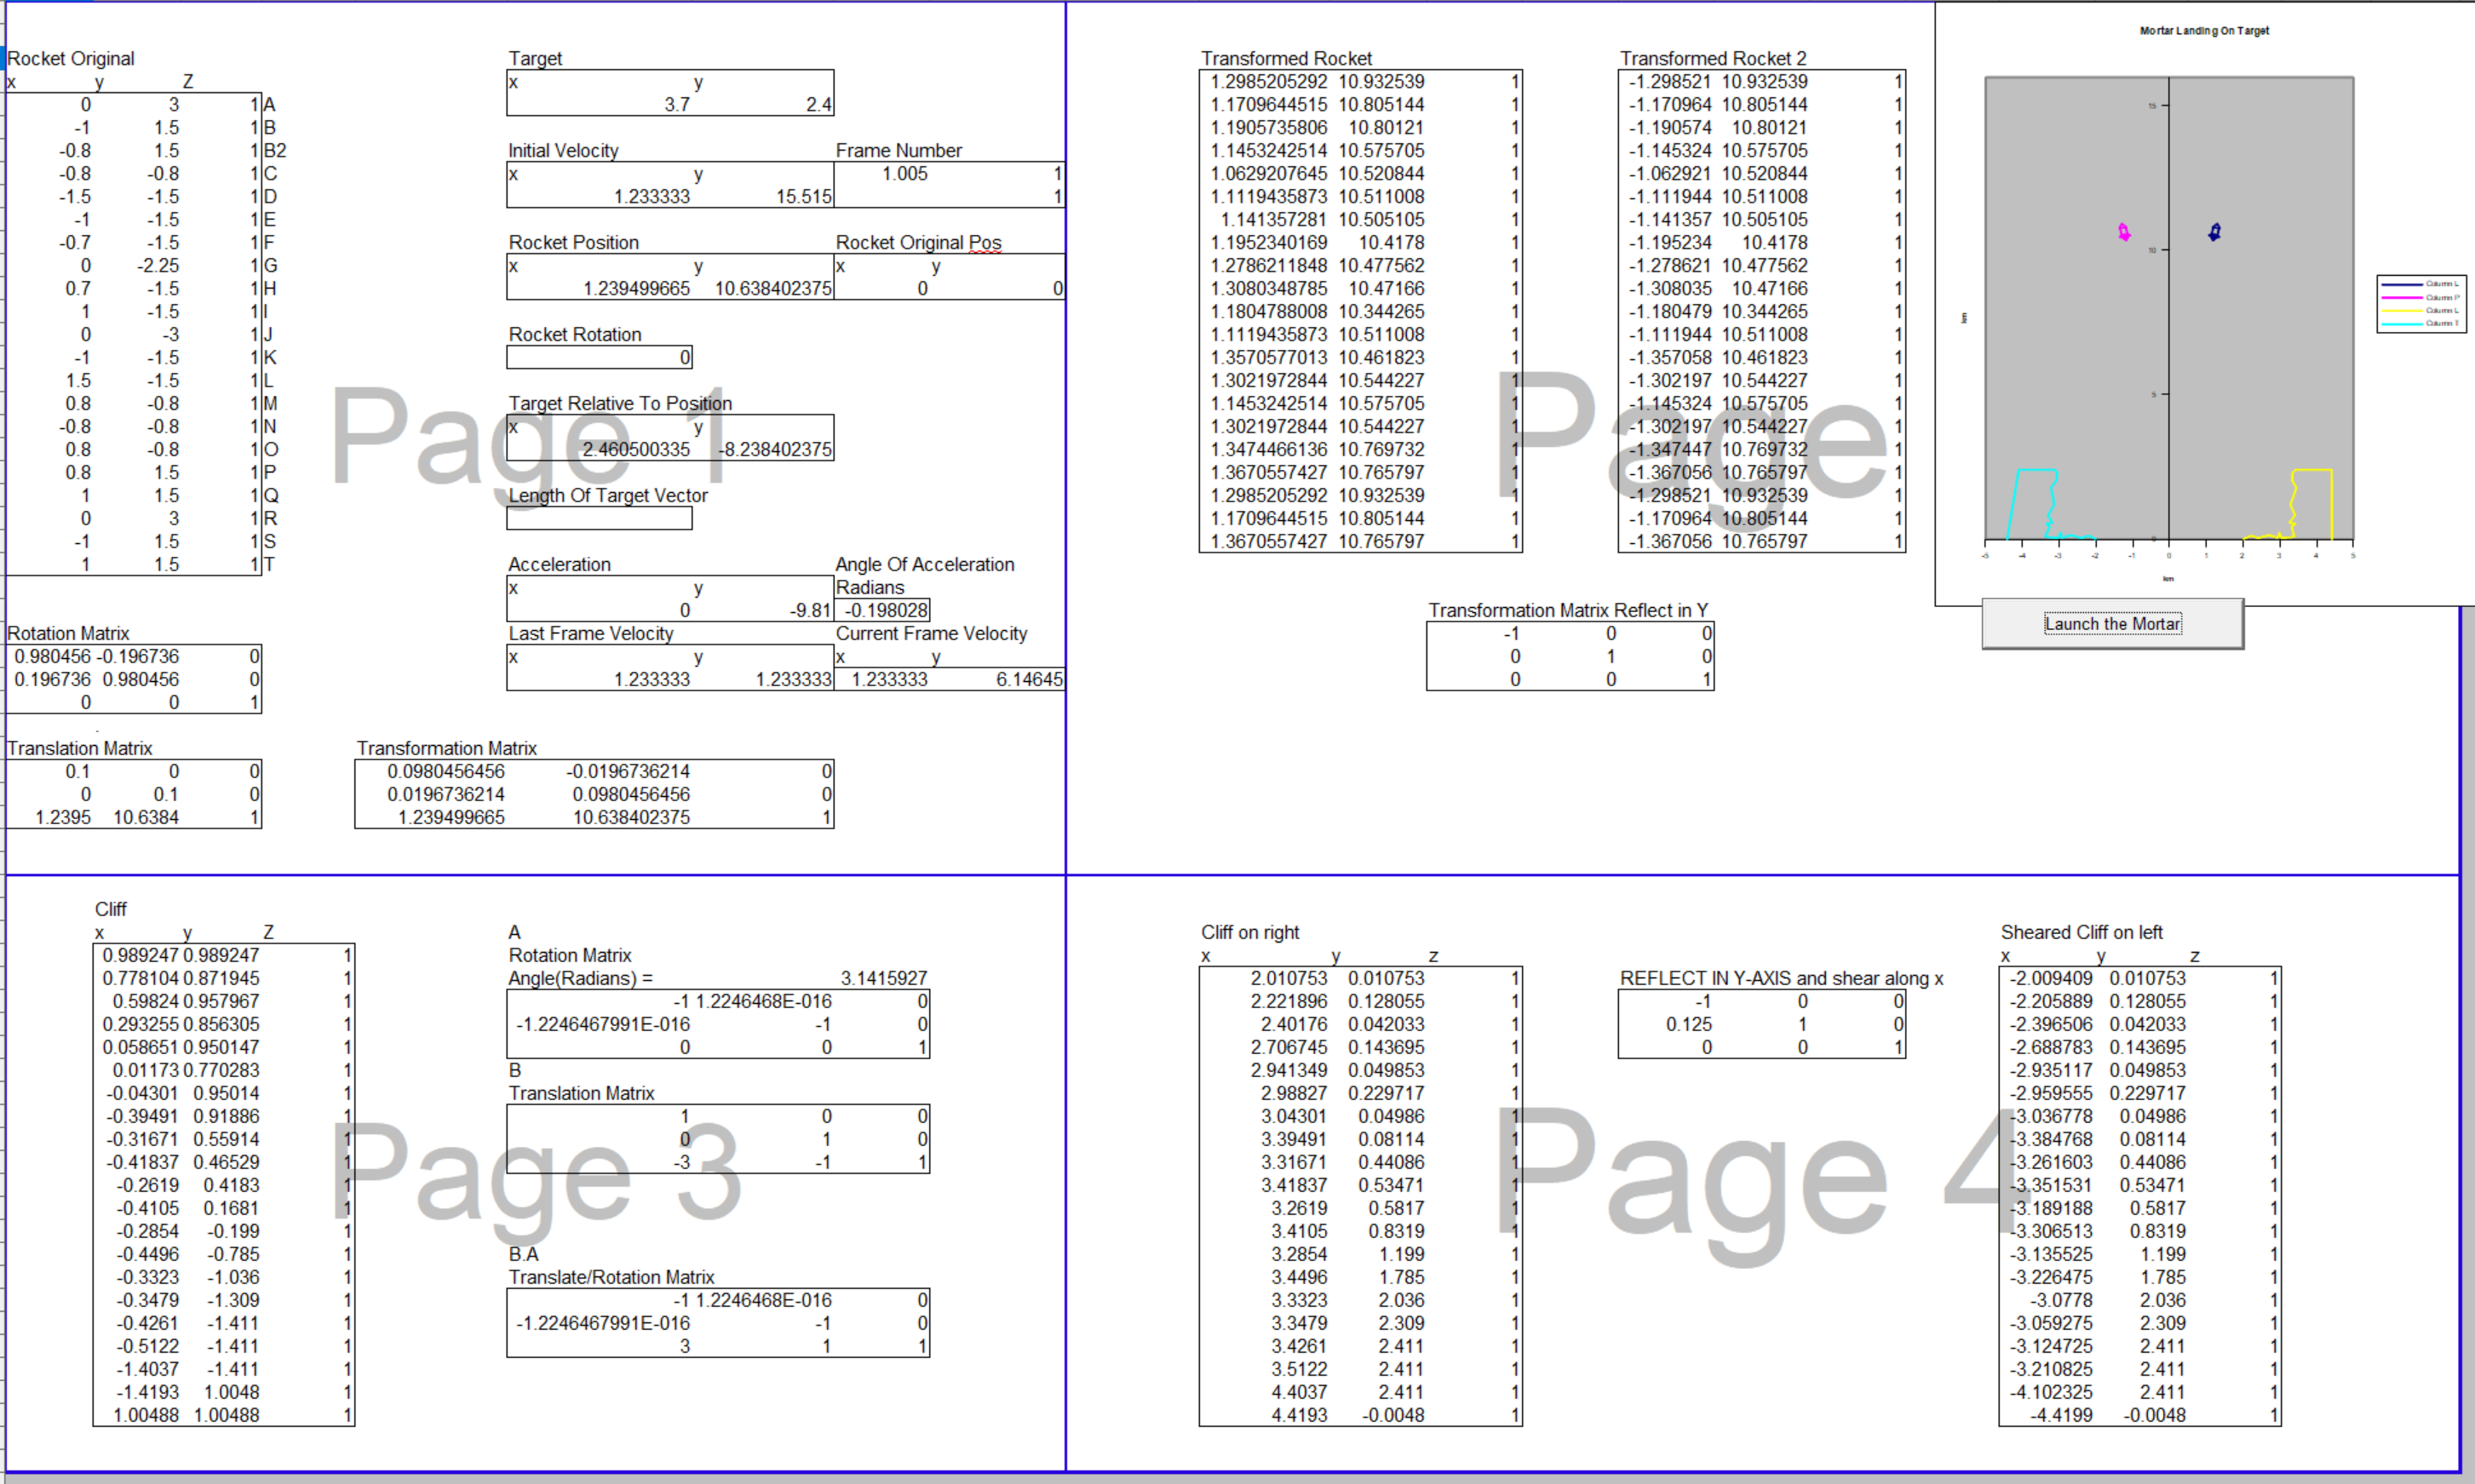 Rocket Original
x y Z
0 3 1 A
-1 1.5 1 B
-0.8 1.5 1 B2
-0.8 -0.8 1 C
-1.5 -1.5 1 D
-1 -1.5 1 E
-0.7 -1.5 1 F
0 -2.25 1 G
0.7 -1.5 1 H
1 -1.5 1 I
0 -3 1 J
-1 -1.5 1 K
1.5 -1.5 1 L
0.8 -0.8 1 M
-0.8 -0.8 1 N
0.8 -0.8 1 O
0.8 1.5 1 P
1 1.5 1 Q
0 3 1 R
-1 1.5 1 S
1 1.5 1 T
Rotation Matrix
0.980456 -0.196736 0
0.196736 0.980456 0
0 0 1
Translation Matrix
0.1 0 0
0 0.1 0
1.2395 10.6384 1
Transformation Matrix
0.0980456456 -0.0196736214 0
0.0196736214 0.0980456456 0
1.239499665 10.638402375 1
Target
x y
3.7 2.4
Initial Velocity
x y
1.233333 15.515
Frame Number
1.005 1
1
Rocket Position
x y
1.239499665 10.638402375
Rocket Original Pos
x y
0 0
Rocket Rotation
0
Target Relative To Position
x y
2.460500335 -8.238402375
Length Of Target Vector
Acceleration
x y
0 -9.81
Angle Of Acceleration
Radians
-0.198028
Last Frame Velocity
x y
1.233333 1.233333
Current Frame Velocity
x y
1.233333 6.14645
Page 1
Transformed Rocket
1.2985205292 10.932539 1
1.1709644515 10.805144 1
1.1905735806 10.80121 1
1.1453242514 10.575705 1
1.0629207645 10.520844 1
1.1119435873 10.511008 1
1.141357281 10.505105 1
1.1952340169 10.4178 1
1.2786211848 10.477562 1
1.3080348785 10.47166 1
1.1804788008 10.344265 1
1.1119435873 10.511008 1
1.3570577013 10.461823 1
1.3021972844 10.544227 1
1.1453242514 10.575705 1
1.3021972844 10.544227 1
1.3474466136 10.769732 1
1.3670557427 10.765797 1
1.2985205292 10.932539 1
1.1709644515 10.805144 1
1.3670557427 10.765797 1
Transformed Rocket 2
-1.298521 10.932539 1
-1.170964 10.805144 1
-1.190574 10.80121 1
-1.145324 10.575705 1
-1.062921 10.520844 1
-1.111944 10.511008 1
-1.141357 10.505105 1
-1.195234 10.4178 1
-1.278621 10.477562 1
-1.308035 10.47166 1
-1.180479 10.344265 1
-1.111944 10.511008 1
-1.357058 10.461823 1
-1.302197 10.544227 1
-1.145324 10.575705 1
-1.302197 10.544227 1
-1.347447 10.769732 1
-1.367056 10.765797 1
-1.298521 10.932539 1
-1.170964 10.805144 1
-1.367056 10.765797 1
Transformation Matrix Reflect in Y
-1 0 0
0 1 0
0 0 1
Page
Mortar Landing On Target
15
10
5
0
-5 -4 -3 -2 -1 0 1 2 3 4 5
km
km
Column L
Column P
Column L
Column T
Launch the Mortar
Cliff
x y Z
0.989247 0.989247 1
0.778104 0.871945 1
0.59824 0.957967 1
0.293255 0.856305 1
0.058651 0.950147 1
0.01173 0.770283 1
-0.04301 0.95014 1
-0.39491 0.91886 1
-0.31671 0.55914 1
-0.41837 0.46529 1
-0.2619 0.4183 1
-0.4105 0.1681 1
-0.2854 -0.199 1
-0.4496 -0.785 1
-0.3323 -1.036 1
-0.3479 -1.309 1
-0.4261 -1.411 1
-0.5122 -1.411 1
-1.4037 -1.411 1
-1.4193 1.0048 1
1.00488 1.00488 1
A
Rotation Matrix
Angle(Radians) = 3.1415927
-1 1.2246468E-016 0
-1.2246467991E-016 -1 0
0 0 1
B
Translation Matrix
1 0 0
0 1 0
-3 -1 1
B.A
Translate/Rotation Matrix
-1 1.2246468E-016 0
-1.2246467991E-016 -1 0
3 1 1
Page 3
Cliff on right
x y z
2.010753 0.010753 1
2.221896 0.128055 1
2.40176 0.042033 1
2.706745 0.143695 1
2.941349 0.049853 1
2.98827 0.229717 1
3.04301 0.04986 1
3.39491 0.08114 1
3.31671 0.44086 1
3.41837 0.53471 1
3.2619 0.5817 1
3.4105 0.8319 1
3.2854 1.199 1
3.4496 1.785 1
3.3323 2.036 1
3.3479 2.309 1
3.4261 2.411 1
3.5122 2.411 1
4.4037 2.411 1
4.4193 -0.0048 1
REFLECT IN Y-AXIS and shear along x
-1 0 0
0.125 1 0
0 0 1
Sheared Cliff on left
x y z
-2.009409 0.010753 1
-2.205889 0.128055 1
-2.396506 0.042033 1
-2.688783 0.143695 1
-2.935117 0.049853 1
-2.959555 0.229717 1
-3.036778 0.04986 1
-3.384768 0.08114 1
-3.261603 0.44086 1
-3.351531 0.53471 1
-3.189188 0.5817 1
-3.306513 0.8319 1
-3.135525 1.199 1
-3.226475 1.785 1
-3.0778 2.036 1
-3.059275 2.309 1
-3.124725 2.411 1
-3.210825 2.411 1
-4.102325 2.411 1
-4.4199 -0.0048 1
Page 4